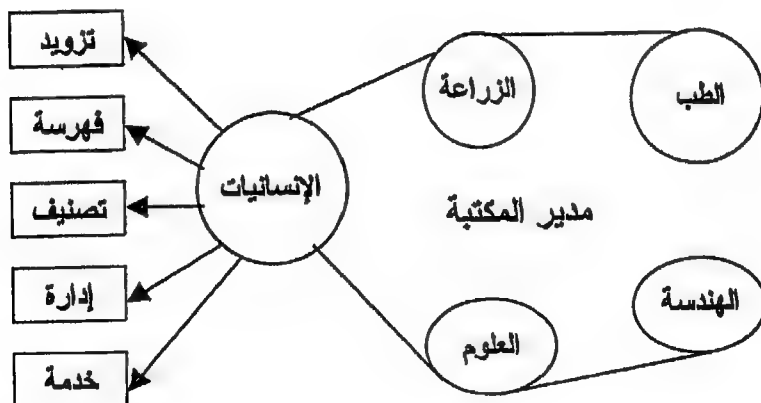 تزويد
الزراعة
الطب
فهرسة
الإنسانيات
تصنيف
مدير المكتبة
إدارة
الهندسة
العلوم
خدمة